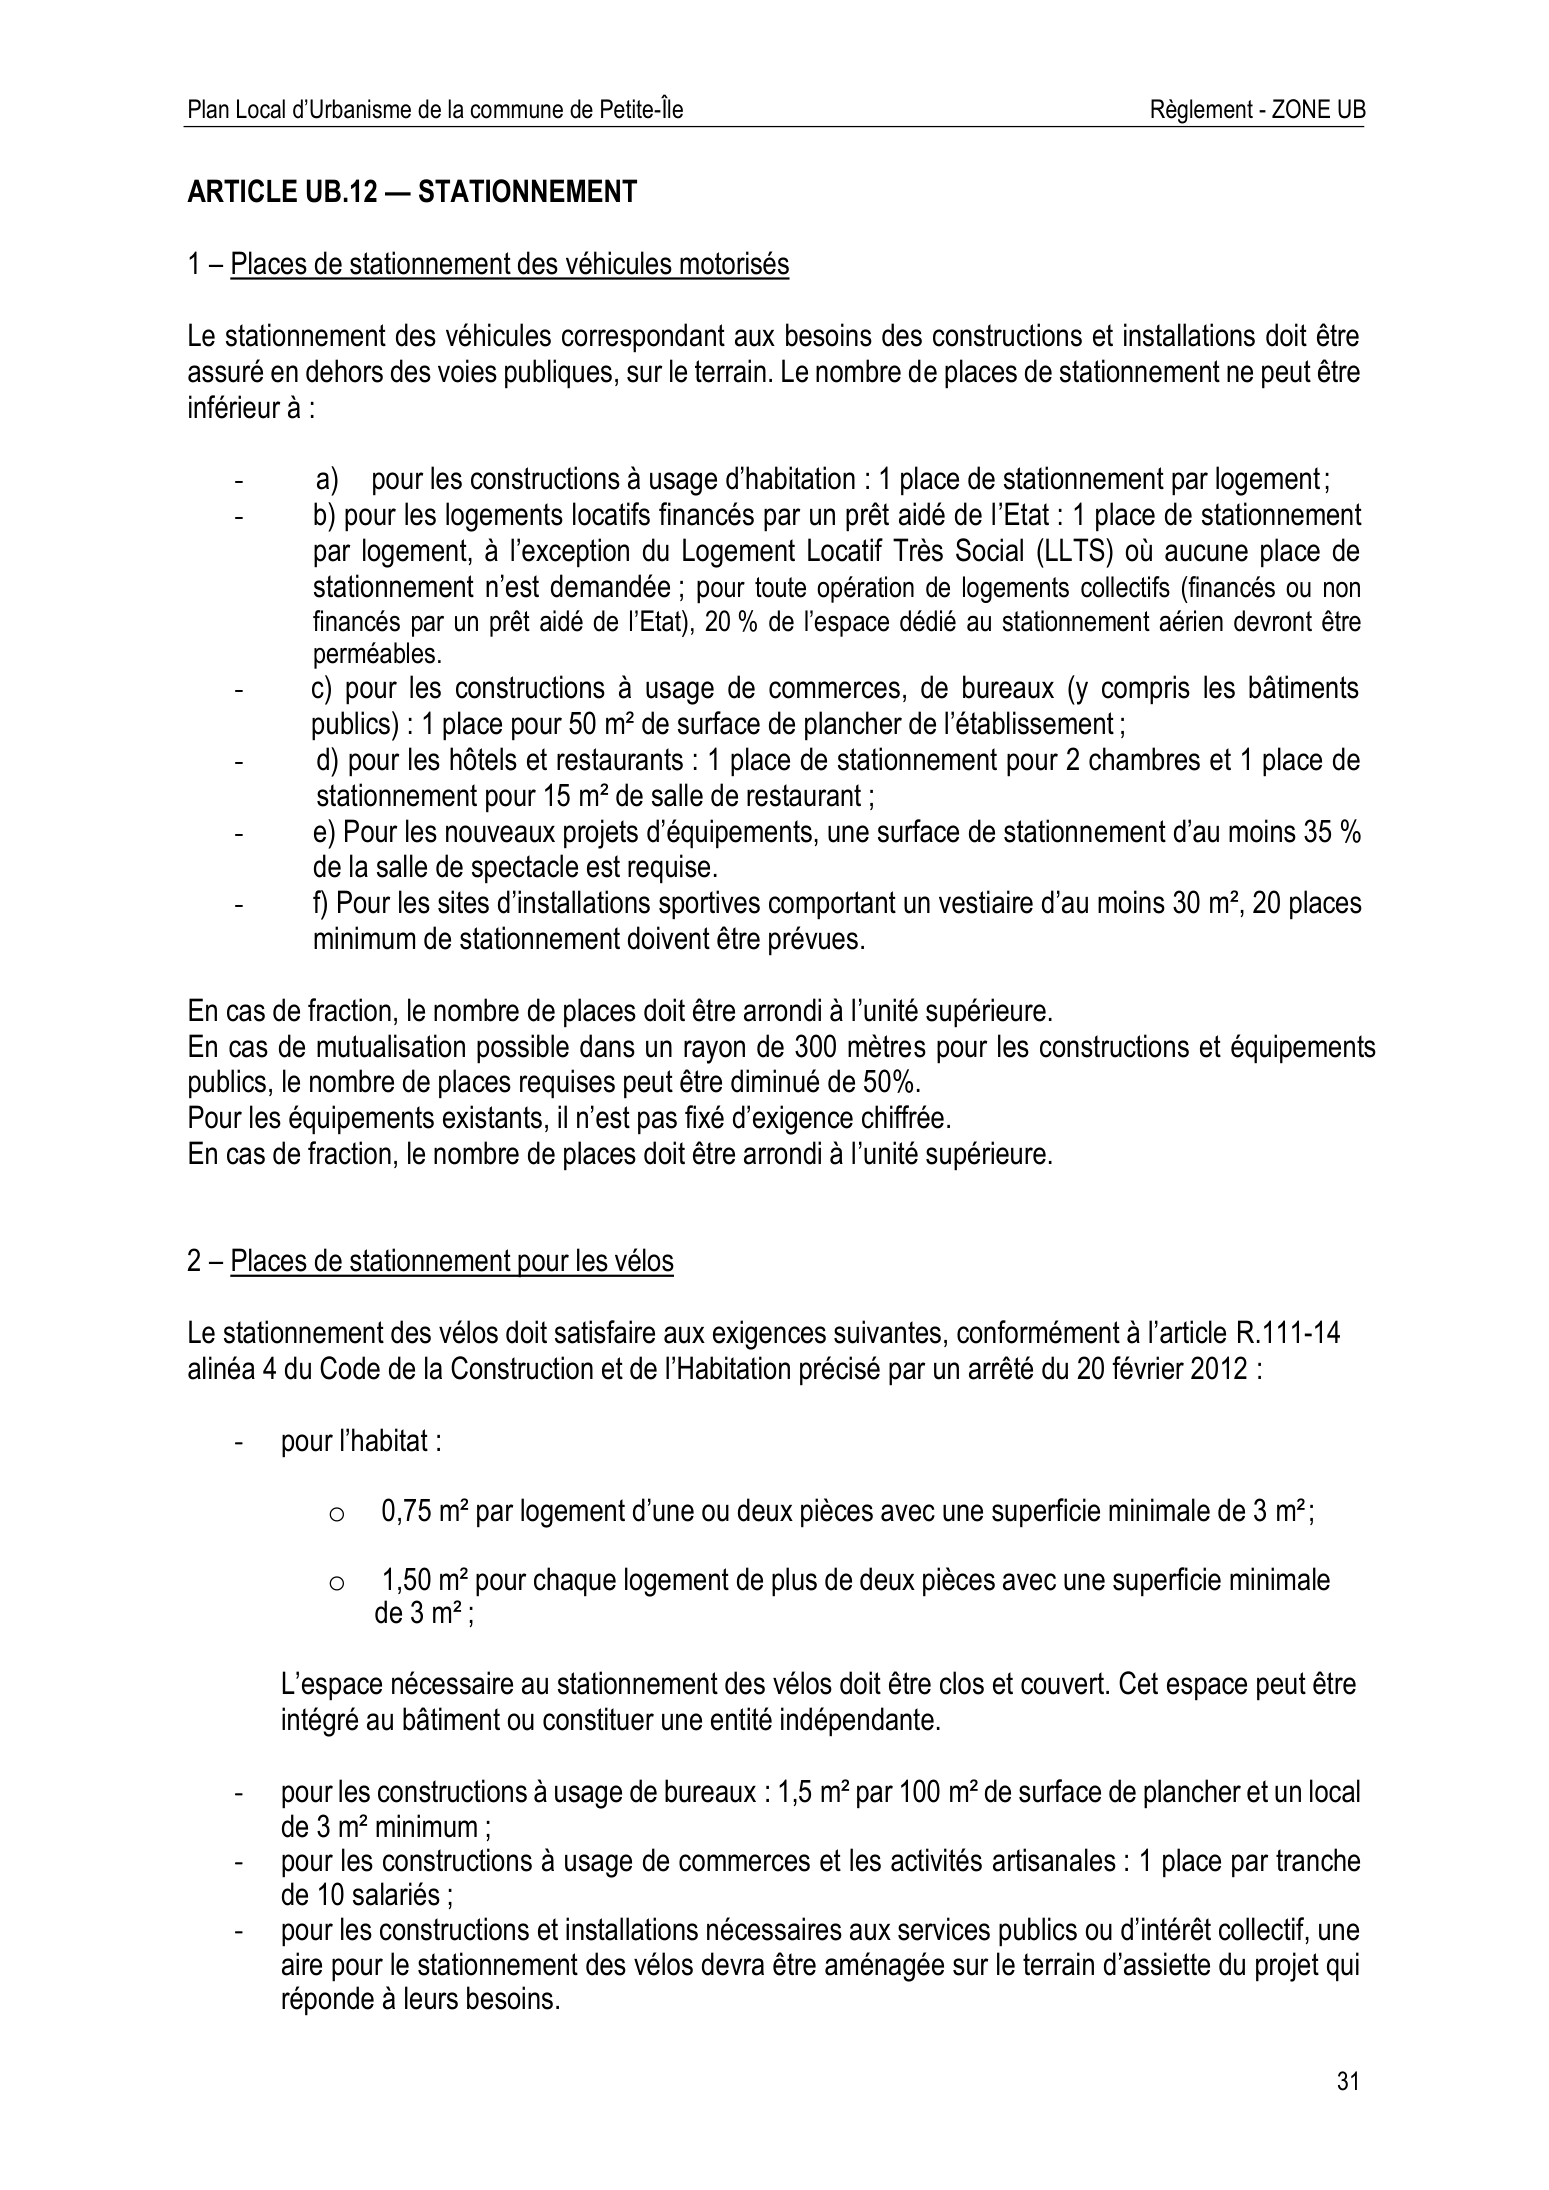 Plan Local d’Urbanisme de la commune de Petite-Île Règlement - ZONE UB
ARTICLE UB.12 — STATIONNEMENT
1 – Places de stationnement des véhicules motorisés
Le stationnement des véhicules correspondant aux besoins des constructions et installations doit être
assuré en dehors des voies publiques, sur le terrain. Le nombre de places de stationnement ne peut être
inférieur à :
- a) pour les constructions à usage d’habitation : 1 place de stationnement par logement ;
- b) pour les logements locatifs financés par un prêt aidé de l’Etat : 1 place de stationnement
par logement, à l’exception du Logement Locatif Très Social (LLTS) où aucune place de
stationnement n’est demandée ; pour toute opération de logements collectifs (financés ou non
financés par un prêt aidé de l’Etat), 20 % de l’espace dédié au stationnement aérien devront être
perméables.
- c) pour les constructions à usage de commerces, de bureaux (y compris les bâtiments
publics) : 1 place pour 50 m² de surface de plancher de l’établissement ;
- d) pour les hôtels et restaurants : 1 place de stationnement pour 2 chambres et 1 place de
stationnement pour 15 m² de salle de restaurant ;
- e) Pour les nouveaux projets d’équipements, une surface de stationnement d’au moins 35 %
de la salle de spectacle est requise.
- f) Pour les sites d’installations sportives comportant un vestiaire d’au moins 30 m², 20 places
minimum de stationnement doivent être prévues.
En cas de fraction, le nombre de places doit être arrondi à l’unité supérieure.
En cas de mutualisation possible dans un rayon de 300 mètres pour les constructions et équipements
publics, le nombre de places requises peut être diminué de 50%.
Pour les équipements existants, il n’est pas fixé d’exigence chiffrée.
En cas de fraction, le nombre de places doit être arrondi à l’unité supérieure.
2 – Places de stationnement pour les vélos
Le stationnement des vélos doit satisfaire aux exigences suivantes, conformément à l’article R.111-14
alinéa 4 du Code de la Construction et de l’Habitation précisé par un arrêté du 20 février 2012 :
- pour l’habitat :
o 0,75 m² par logement d’une ou deux pièces avec une superficie minimale de 3 m² ;
o 1,50 m² pour chaque logement de plus de deux pièces avec une superficie minimale
de 3 m² ;
L’espace nécessaire au stationnement des vélos doit être clos et couvert. Cet espace peut être
intégré au bâtiment ou constituer une entité indépendante.
- pour les constructions à usage de bureaux : 1,5 m² par 100 m² de surface de plancher et un local
de 3 m² minimum ;
- pour les constructions à usage de commerces et les activités artisanales : 1 place par tranche
de 10 salariés ;
- pour les constructions et installations nécessaires aux services publics ou d’intérêt collectif, une
aire pour le stationnement des vélos devra être aménagée sur le terrain d’assiette du projet qui
réponde à leurs besoins.
31